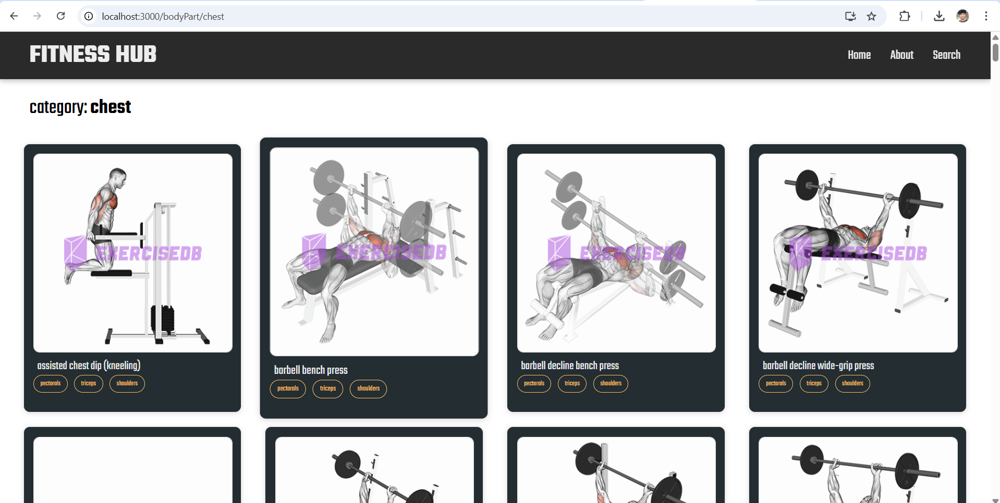 localhost:3000/bodyPart/chest
FITNESS HUB
Home About Search
category: chest
EXERCISEDB EXERCISEDB EXERCISEDB EXERCISEDB
assisted chest dip (kneeling)
pectorals triceps shoulders
barbell bench press
pectorals triceps shoulders
barbell decline bench press
pectorals triceps shoulders
barbell decline wide-grip press
pectorals triceps shoulders